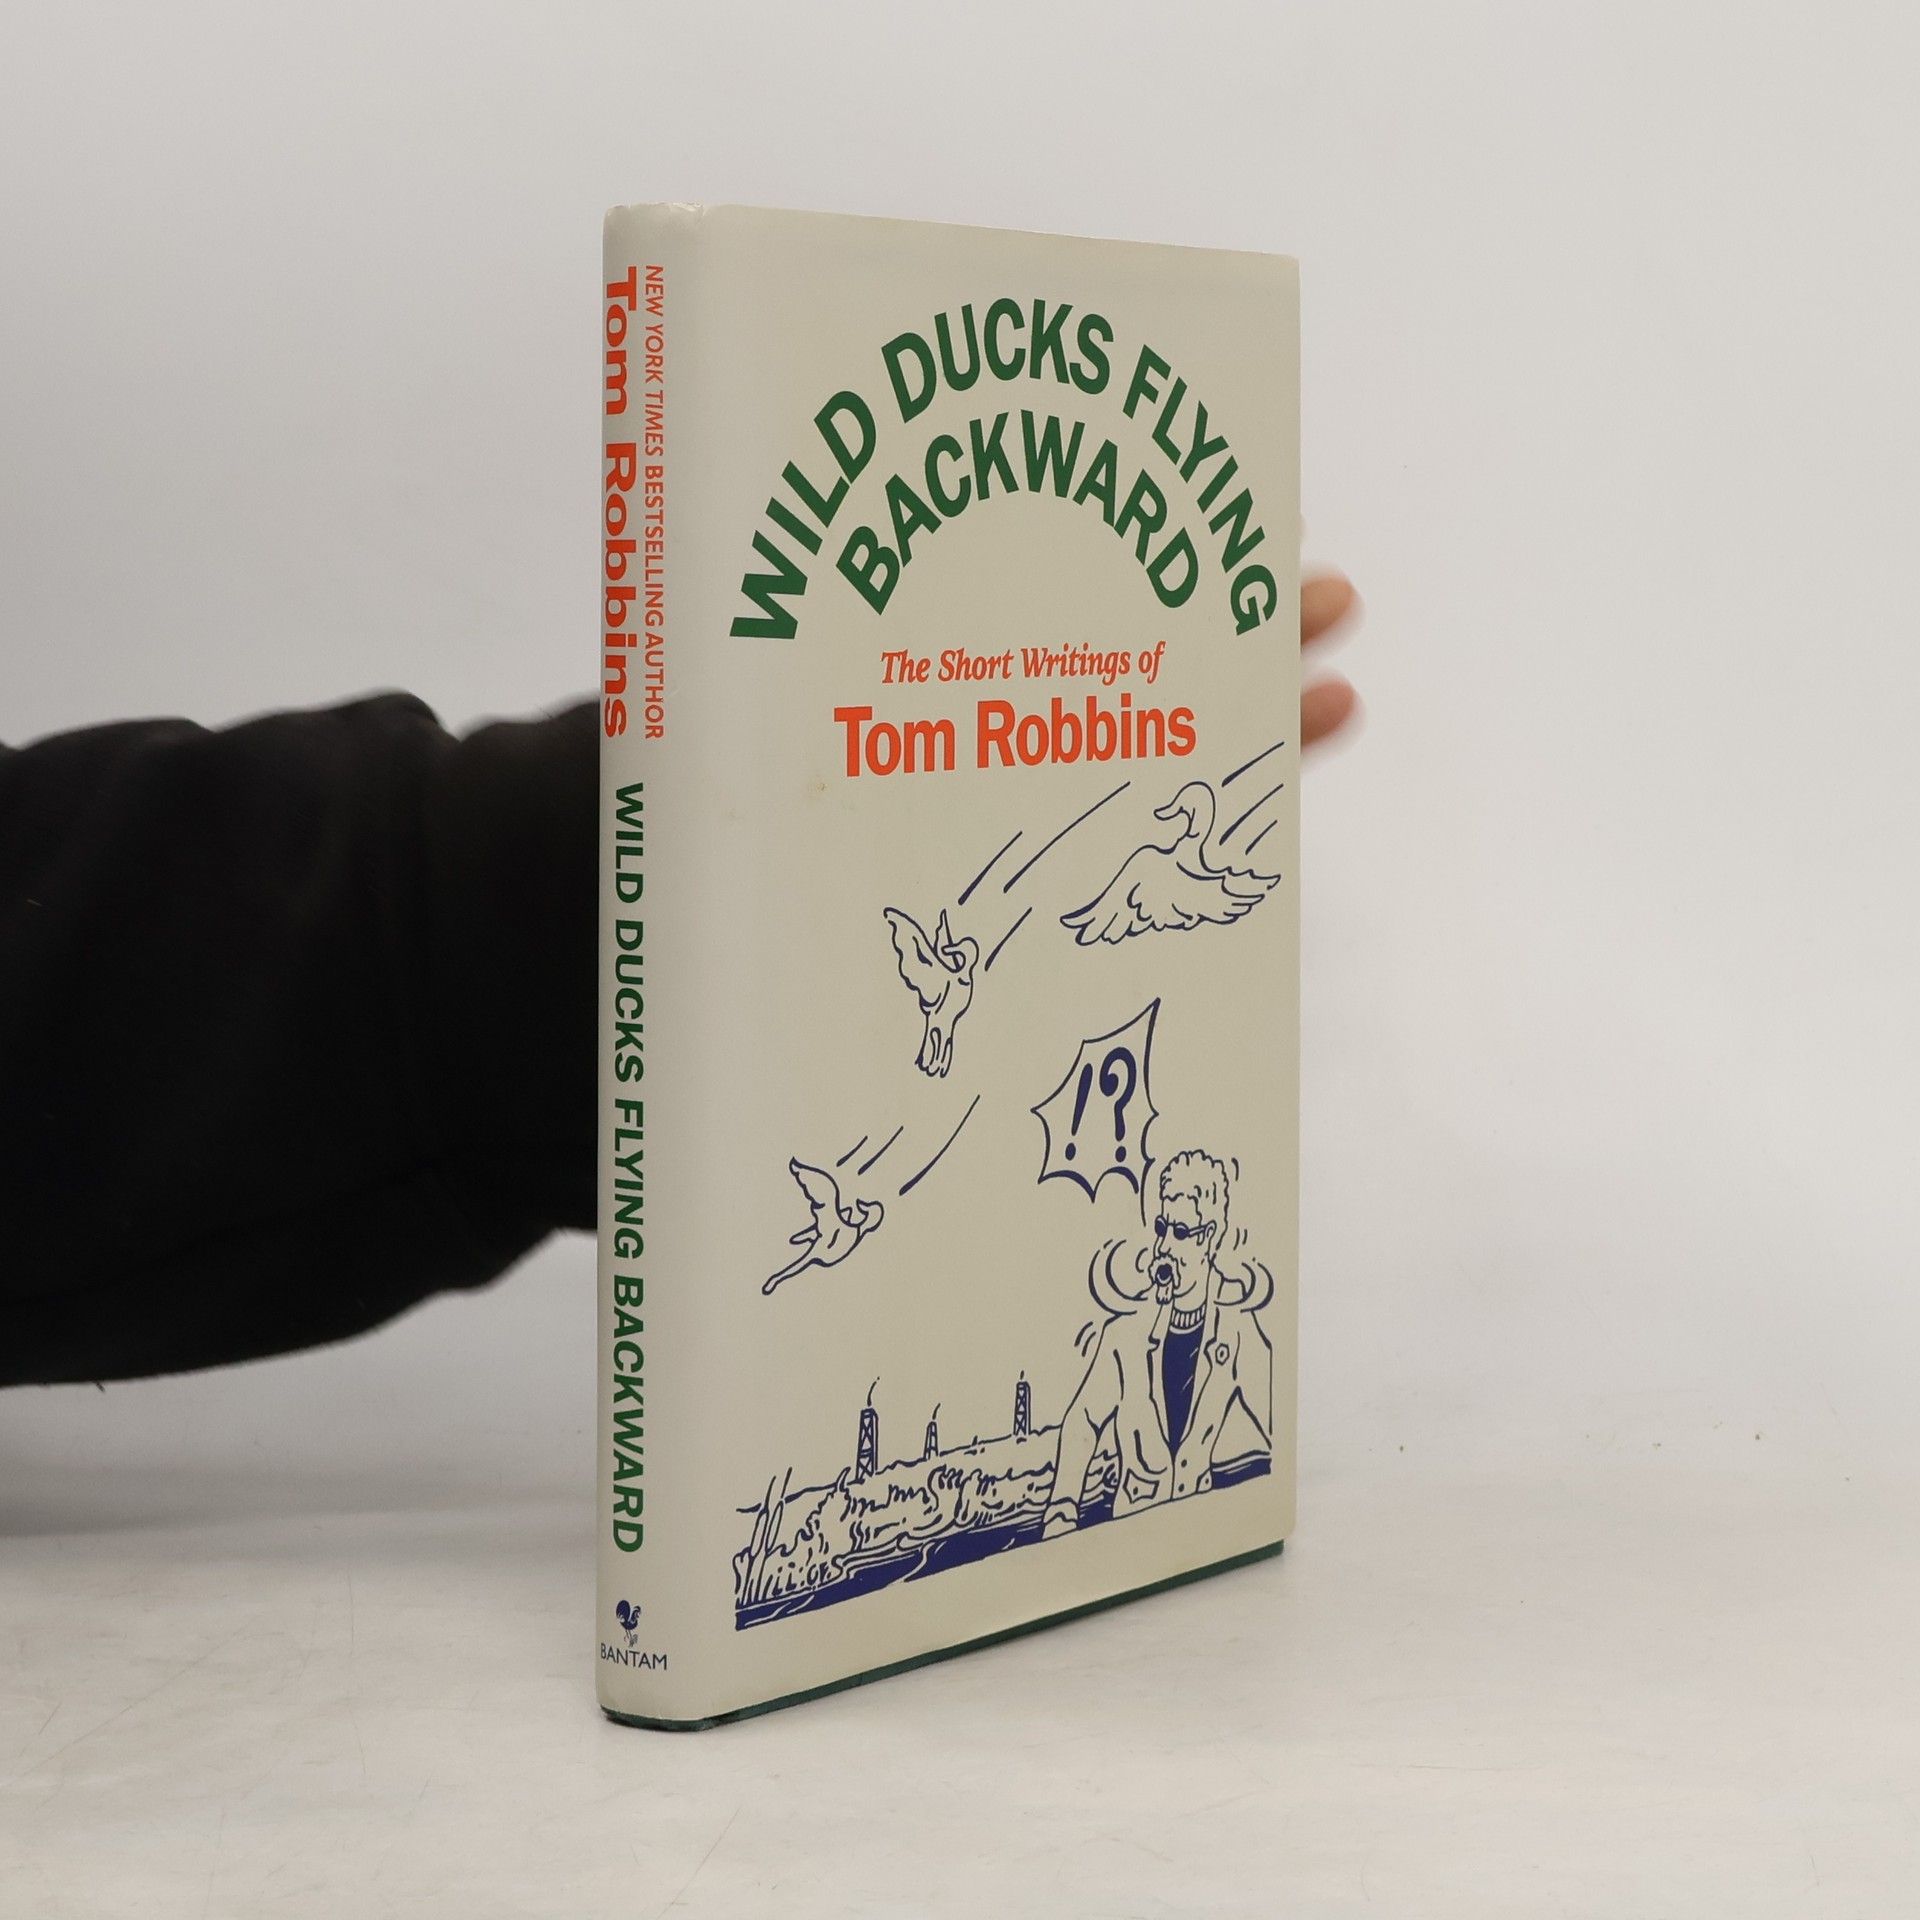 NEW YORK TIMES BESTSELLING AUTHOR
Tom Robbins
WILD DUCKS FLYING BACKWARD
BANTAM
WILD DUCKS FLYING
BACKWARD
The Short Writings of
Tom Robbins
!?